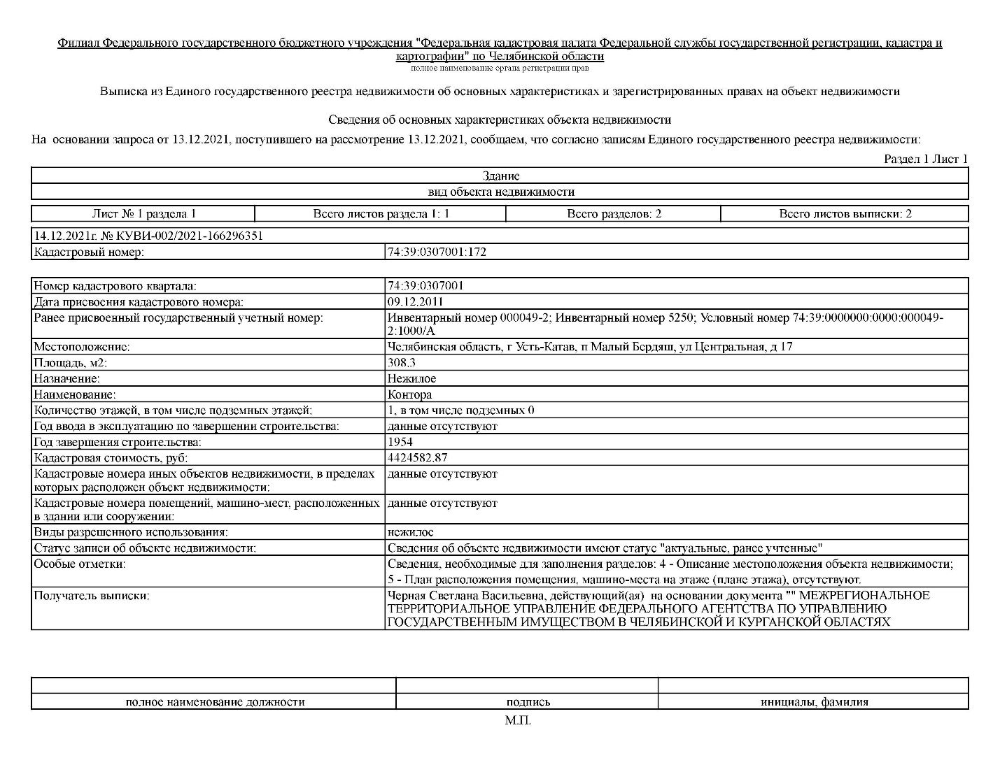 Филиал Федерального государственного бюджетного учреждения "Федеральная кадастровая палата Федеральной службы государственной регистрации, кадастра и
картографии" по Челябинской области
полное наименование органа регистрации прав
Выписка из Единого государственного реестра недвижимости об основных характеристиках и зарегистрированных правах на объект недвижимости
Сведения об основных характеристиках объекта недвижимости
На основании запроса от 13.12.2021, поступившего на рассмотрение 13.12.2021, сообщаем, что согласно записям Единого государственного реестра недвижимости:
Раздел 1 Лист 1
Здание
вид объекта недвижимости
Лист № 1 раздела 1 Всего листов раздела 1: 1 Всего разделов: 2 Всего листов выписки: 2
14.12.2021г. № КУВИ-002/2021-166296351
Кадастровый номер: 74:39:0307001:172
Номер кадастрового квартала: 74:39:0307001
Дата присвоения кадастрового номера: 09.12.2011
Ранее присвоенный государственный учетный номер: Инвентарный номер 000049-2; Инвентарный номер 5250; Условный номер 74:39:0000000:0000:000049-
2:1000/А
Местоположение: Челябинская область, г Усть-Катав, п Малый Бердяш, ул Центральная, д 17
Площадь, м2: 308.3
Назначение: Нежилое
Наименование: Контора
Количество этажей, в том числе подземных этажей: 1, в том числе подземных 0
Год ввода в эксплуатацию по завершении строительства: данные отсутствуют
Год завершения строительства: 1954
Кадастровая стоимость, руб: 4424582.87
Кадастровые номера иных объектов недвижимости, в пределах данные отсутствуют
которых расположен объект недвижимости:
Кадастровые номера помещений, машино-мест, расположенных данные отсутствуют
в здании или сооружении:
Виды разрешенного использования: нежилое
Статус записи об объекте недвижимости: Сведения об объекте недвижимости имеют статус "актуальные, ранее учтенные"
Особые отметки: Сведения, необходимые для заполнения разделов: 4 - Описание местоположения объекта недвижимости;
5 - План расположения помещения, машино-места на этаже (плане этажа), отсутствуют.
Получатель выписки: Черная Светлана Васильевна, действующий(ая) на основании документа "" МЕЖРЕГИОНАЛЬНОЕ
ТЕРРИТОРИАЛЬНОЕ УПРАВЛЕНИЕ ФЕДЕРАЛЬНОГО АГЕНТСТВА ПО УПРАВЛЕНИЮ
ГОСУДАРСТВЕННЫМ ИМУЩЕСТВОМ В ЧЕЛЯБИНСКОЙ И КУРГАНСКОЙ ОБЛАСТЯХ
полное наименование должности подпись инициалы, фамилия
М.П.